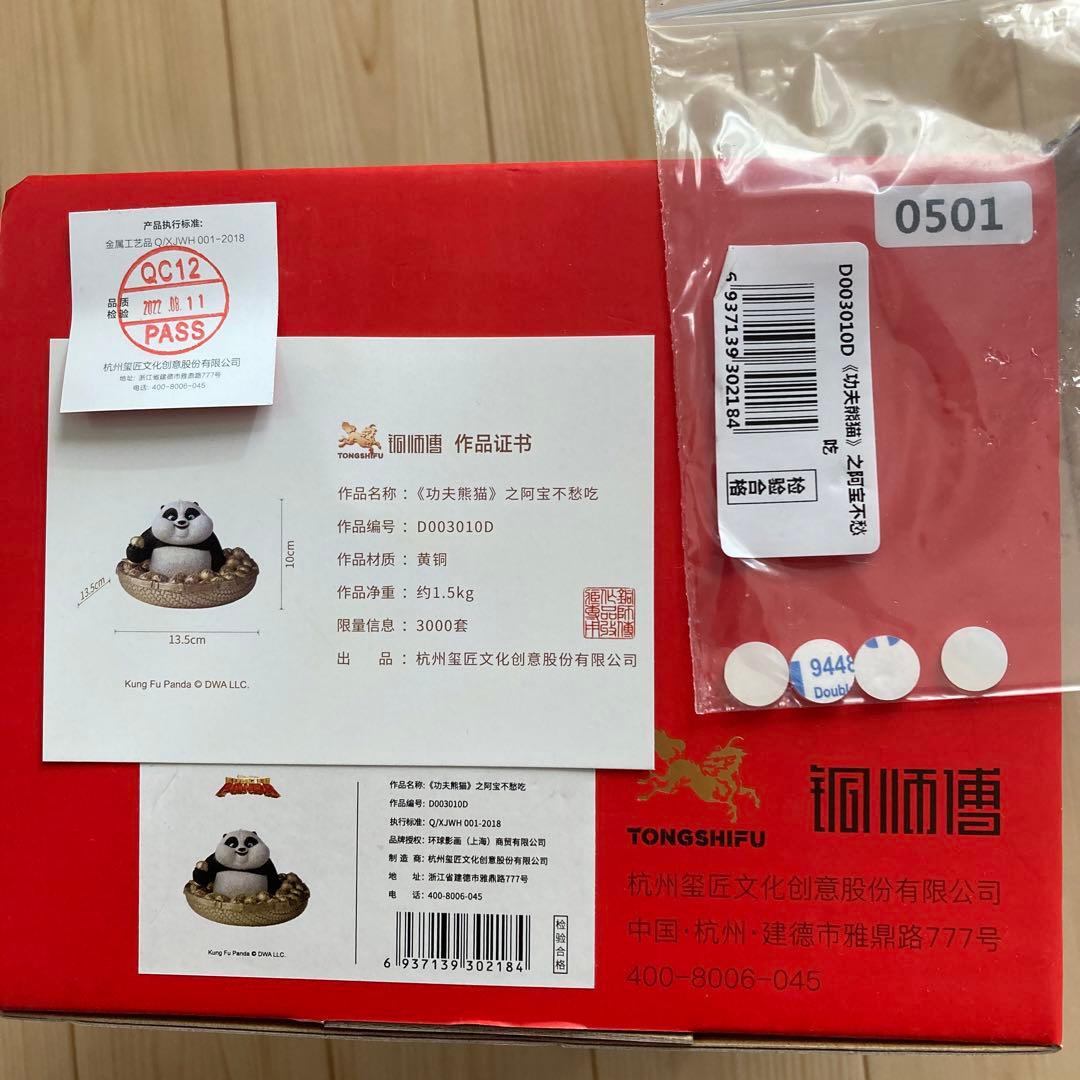 产品执行标准:
金属工艺品 Q/XJWH 001-2018
QC12
品质
检验
2022.08.11
PASS
杭州玺匠文化创意股份有限公司
地址: 浙江省建德市雅鼎路777号
电话: 400-8006-045
TONGSHIFU
铜师傅 作品证书
作品名称：《功夫熊猫》之阿宝不愁吃
作品编号： D003010D
作品材质： 黄铜
作品净重： 约1.5kg
限量信息： 3000套
出 品：杭州玺匠文化创意股份有限公司
10cm
13.5cm
13.5cm
Kung Fu Panda © DWA LLC.
0501
D003010D 《功夫熊猫》之阿宝不愁
吃
6 937139 302184
检验合格
9448
Doubl
作品名称:《功夫熊猫》之阿宝不愁吃
作品编号: D003010D
执行标准: Q/XJWH 001-2018
品牌授权: 环球影画（上海）商贸有限公司
制 造 商: 杭州玺匠文化创意股份有限公司
地 址: 浙江省建德市雅鼎路777号
电 话: 400-8006-045
6 937139 302184
检验合格
Kung Fu Panda © DWA LLC.
TONGSHIFU
铜师傅
杭州玺匠文化创意股份有限公司
中国·杭州·建德市雅鼎路777号
400-8006-045